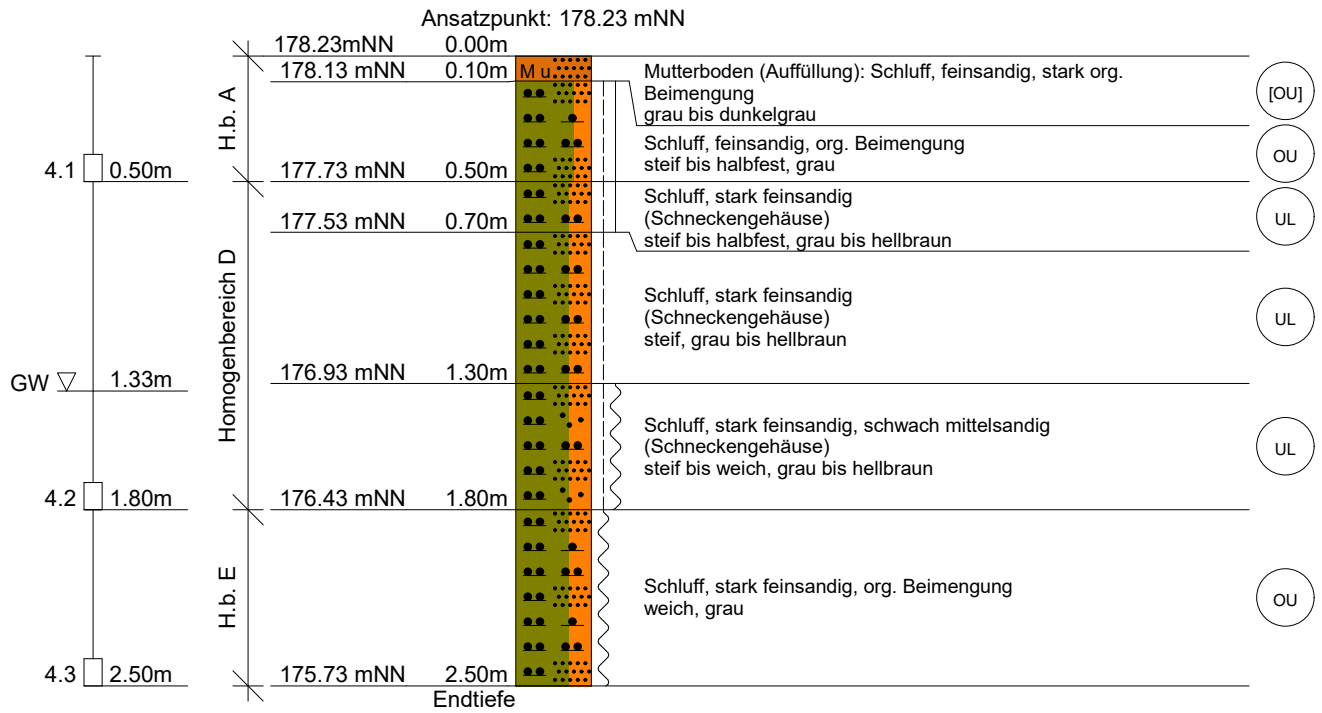 Ansatzpunkt: 178.23 mNN
178.23mNN 0.00m
178.13 mNN 0.10m
M u
Mutterboden (Auffüllung): Schluff, feinsandig, stark org.
Beimengung
grau bis dunkelgrau
[OU]
H.b. A
Schluff, feinsandig, org. Beimengung
steif bis halbfest, grau
OU
4.1 0.50m
177.73 mNN 0.50m
Schluff, stark feinsandig
(Schneckengehäuse)
steif bis halbfest, grau bis hellbraun
UL
177.53 mNN 0.70m
Homogenbereich D
Schluff, stark feinsandig
(Schneckengehäuse)
steif, grau bis hellbraun
UL
176.93 mNN 1.30m
GW 1.33m
Schluff, stark feinsandig, schwach mittelsandig
(Schneckengehäuse)
steif bis weich, grau bis hellbraun
UL
4.2 1.80m
176.43 mNN 1.80m
H.b. E
Schluff, stark feinsandig, org. Beimengung
weich, grau
OU
4.3 2.50m
175.73 mNN 2.50m
Endtiefe